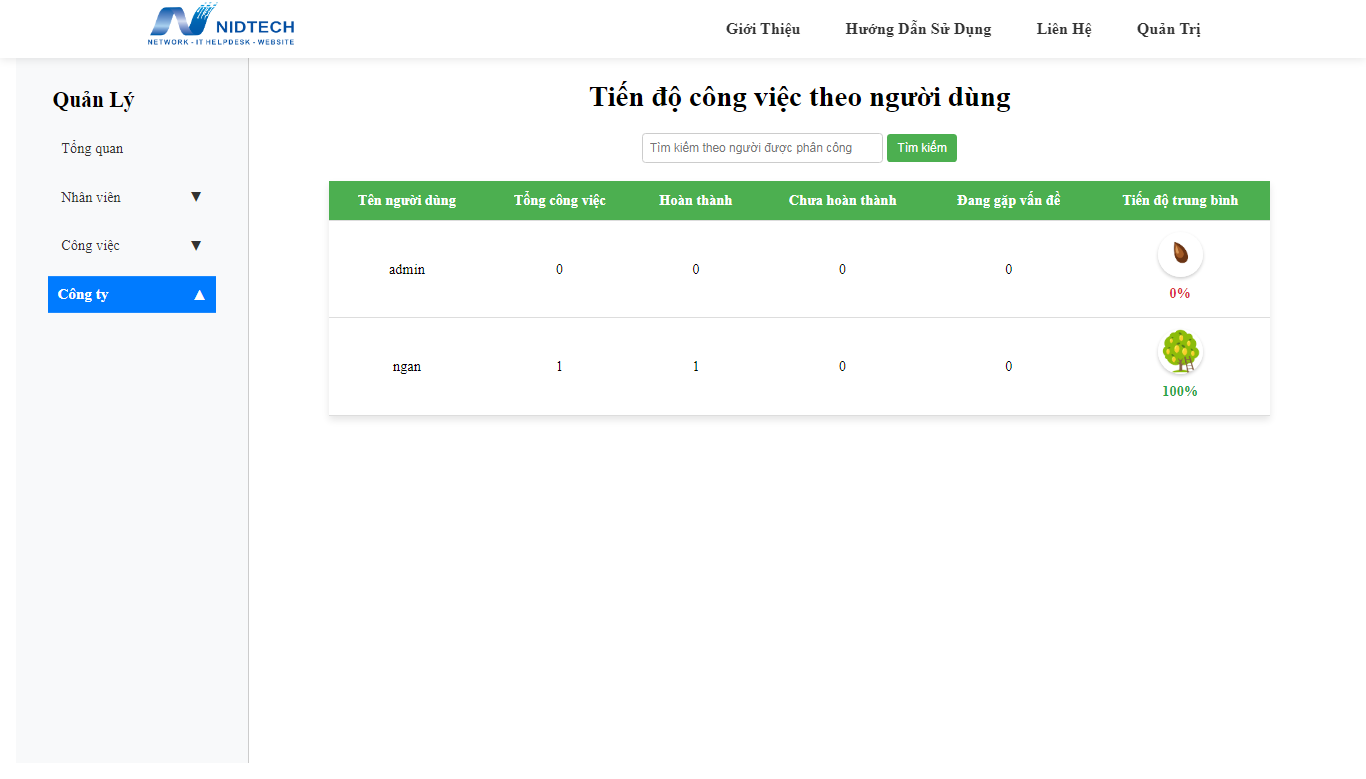 NIDTECH
NETWORK - IT HELPDESK - WEBSITE
Giới Thiệu Hướng Dẫn Sử Dụng Liên Hệ Quản Trị
Quản Lý
Tổng quan
Nhân viên ▼
Công việc ▼
Công ty ▲
Tiến độ công việc theo người dùng
Tìm kiếm theo người được phân công Tìm kiếm
Tên người dùng Tổng công việc Hoàn thành Chưa hoàn thành Đang gặp vấn đề Tiến độ trung bình
admin 0 0 0 0 0%
ngan 1 1 0 0 100%